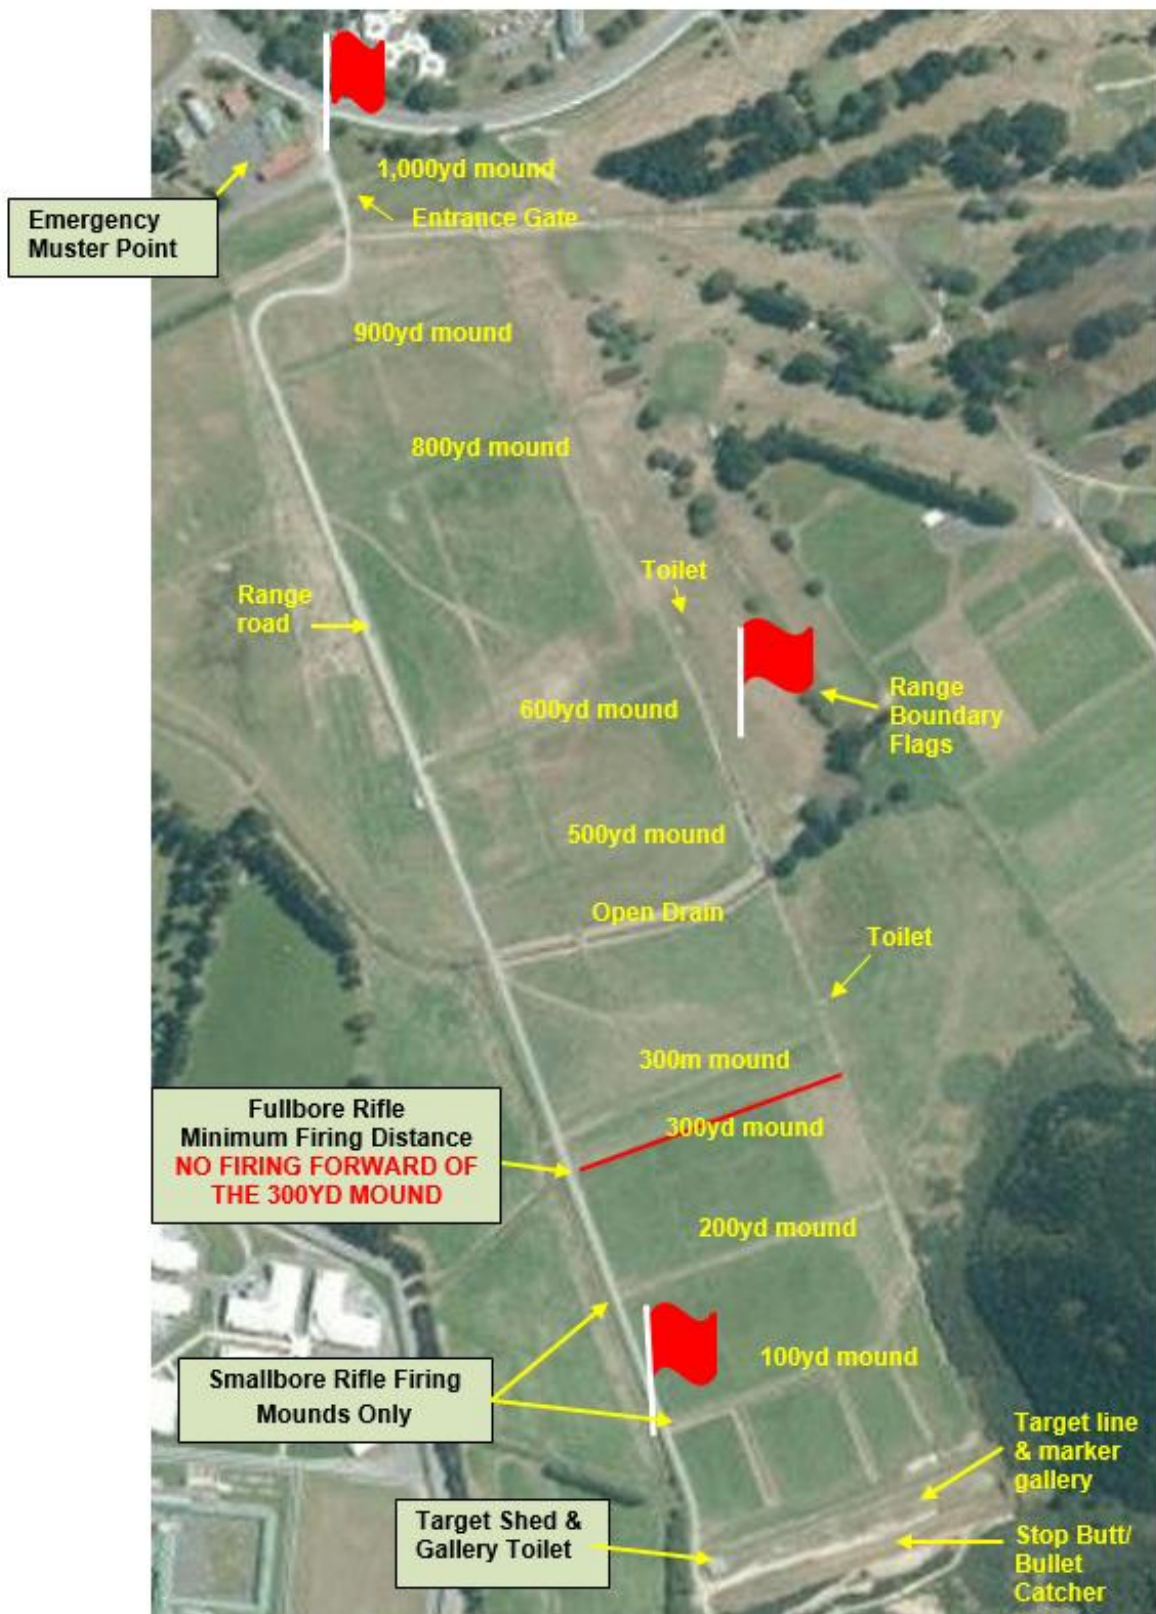 1,000yd mound
Emergency
Muster Point
Entrance Gate
900yd mound
800yd mound
Toilet
Range
road
600yd mound
Range
Boundary
Flags
500yd mound
Open Drain
Toilet
300m mound
Fullbore Rifle
Minimum Firing Distance
NO FIRING FORWARD OF
THE 300YD MOUND
300yd mound
200yd mound
100yd mound
Smallbore Rifle Firing
Mounds Only
Target line
& marker
gallery
Target Shed &
Gallery Toilet
Stop Butt/
Bullet
Catcher